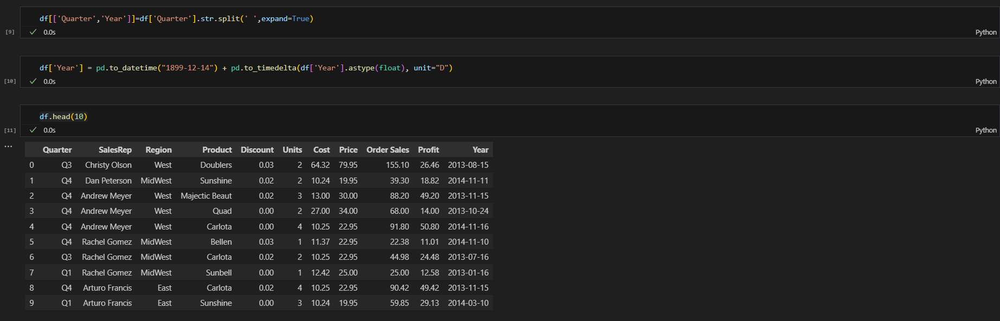 df[['Quarter','Year']]=df['Quarter'].str.split(' ',expand=True)
[9] ✓ 0.0s Python
df['Year'] = pd.to_datetime("1899-12-14") + pd.to_timedelta(df['Year'].astype(float), unit="D")
[10] ✓ 0.0s Python
df.head(10)
[11] ✓ 0.0s Python
...
Quarter SalesRep Region Product Discount Units Cost Price Order Sales Profit Year
0 Q3 Christy Olson West Doublers 0.03 2 64.32 79.95 155.10 26.46 2013-08-15
1 Q4 Dan Peterson MidWest Sunshine 0.02 2 10.24 19.95 39.30 18.82 2014-11-11
2 Q4 Andrew Meyer West Majectic Beaut 0.02 3 13.00 30.00 88.20 49.20 2013-11-15
3 Q4 Andrew Meyer West Quad 0.00 2 27.00 34.00 68.00 14.00 2013-10-24
4 Q4 Andrew Meyer West Carlota 0.00 4 10.25 22.95 91.80 50.80 2014-11-16
5 Q4 Rachel Gomez MidWest Bellen 0.03 1 11.37 22.95 22.38 11.01 2014-11-10
6 Q3 Rachel Gomez MidWest Carlota 0.02 2 10.25 22.95 44.98 24.48 2013-07-16
7 Q1 Rachel Gomez MidWest Sunbell 0.00 1 12.42 25.00 25.00 12.58 2013-01-16
8 Q4 Arturo Francis East Carlota 0.02 4 10.25 22.95 90.42 49.42 2013-11-15
9 Q1 Arturo Francis East Sunshine 0.00 3 10.24 19.95 59.85 29.13 2014-03-10